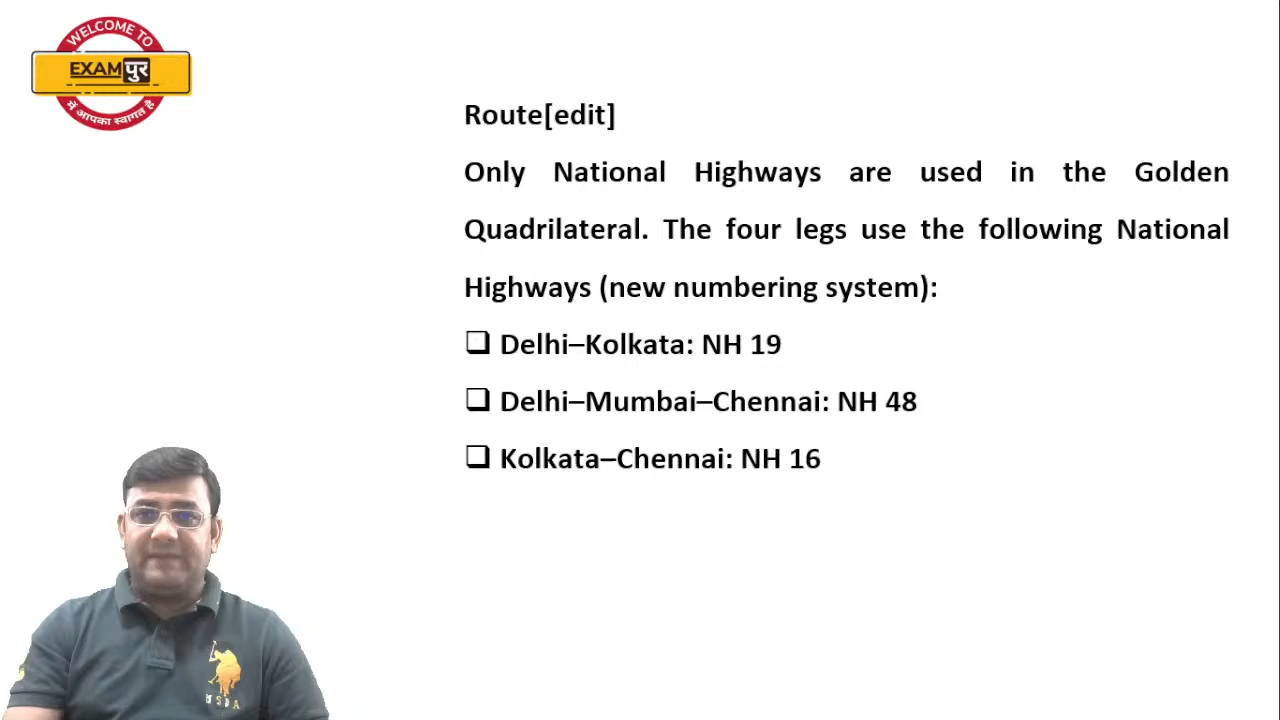 WELCOME TO
EXAMपुर
में आपका स्वागत है
Route[edit]
Only National Highways are used in the Golden
Quadrilateral. The four legs use the following National
Highways (new numbering system):
❑ Delhi–Kolkata: NH 19
❑ Delhi–Mumbai–Chennai: NH 48
❑ Kolkata–Chennai: NH 16